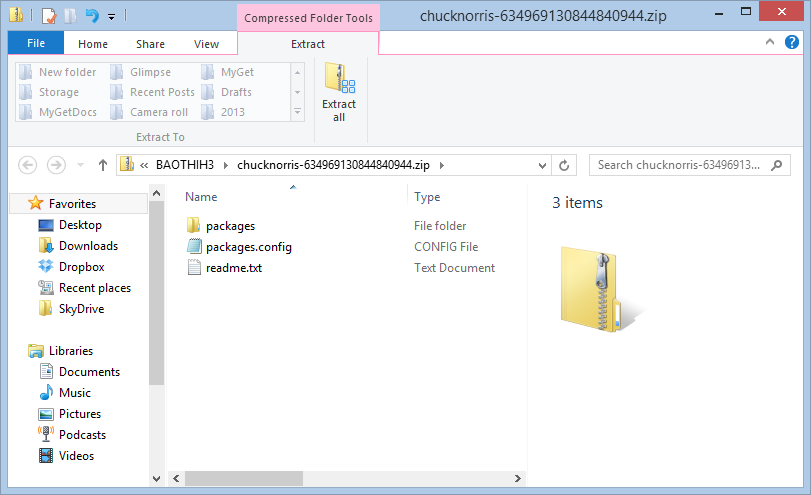 Compressed Folder Tools
chucknorris-634969130844840944.zip
File Home Share View Extract
New folder Glimpse MyGet
Storage Recent Posts Drafts
MyGetDocs Camera roll 2013
Extract To
Extract
all
« BAOTHIH3 chucknorris-634969130844840944.zip
Search chucknorris-63496913...
Favorites
Desktop
Downloads
Dropbox
Recent places
SkyDrive
Libraries
Documents
Music
Pictures
Podcasts
Videos
Name Type
packages File folder
packages.config CONFIG File
readme.txt Text Document
3 items